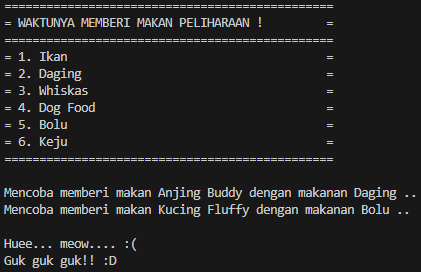 ===============================================
= WAKTUNYA MEMBERI MAKAN PELIHARAAN !         =
===============================================
= 1. Ikan                                     =
= 2. Daging                                   =
= 3. Whiskas                                  =
= 4. Dog Food                                 =
= 5. Bolu                                     =
= 6. Keju                                     =
===============================================
Mencoba memberi makan Anjing Buddy dengan makanan Daging ..
Mencoba memberi makan Kucing Fluffy dengan makanan Bolu ..
Huee... meow.... :(
Guk guk guk!! :D